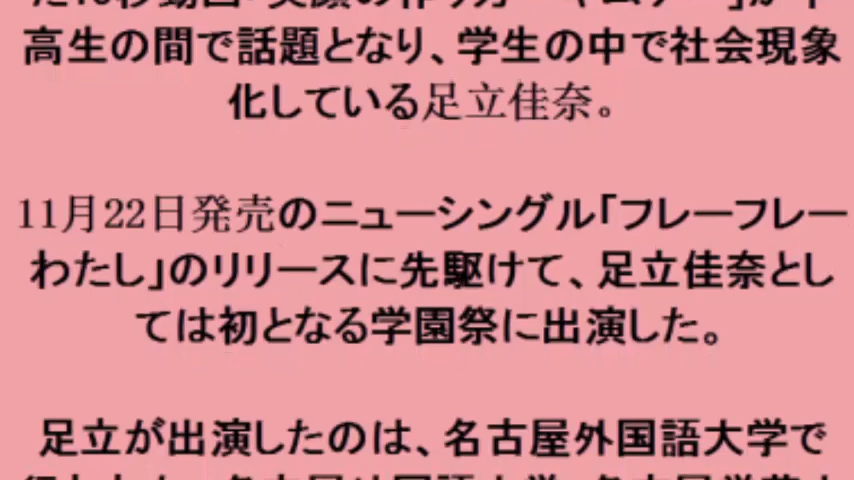 高生の間で話題となり、学生の中で社会現象
化している足立佳奈。
11月22日発売のニューシングル「フレーフレー
わたし」のリリースに先駆けて、足立佳奈とし
ては初となる学園祭に出演した。
足立が出演したのは、名古屋外国語大学で